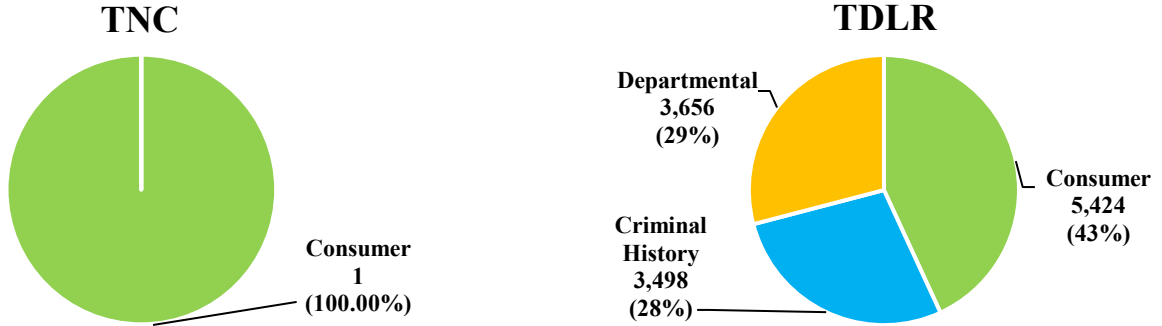 TNC
Consumer
1
(100.00%)
TDLR
Departmental
3,656
(29%)
Consumer
5,424
(43%)
Criminal
History
3,498
(28%)